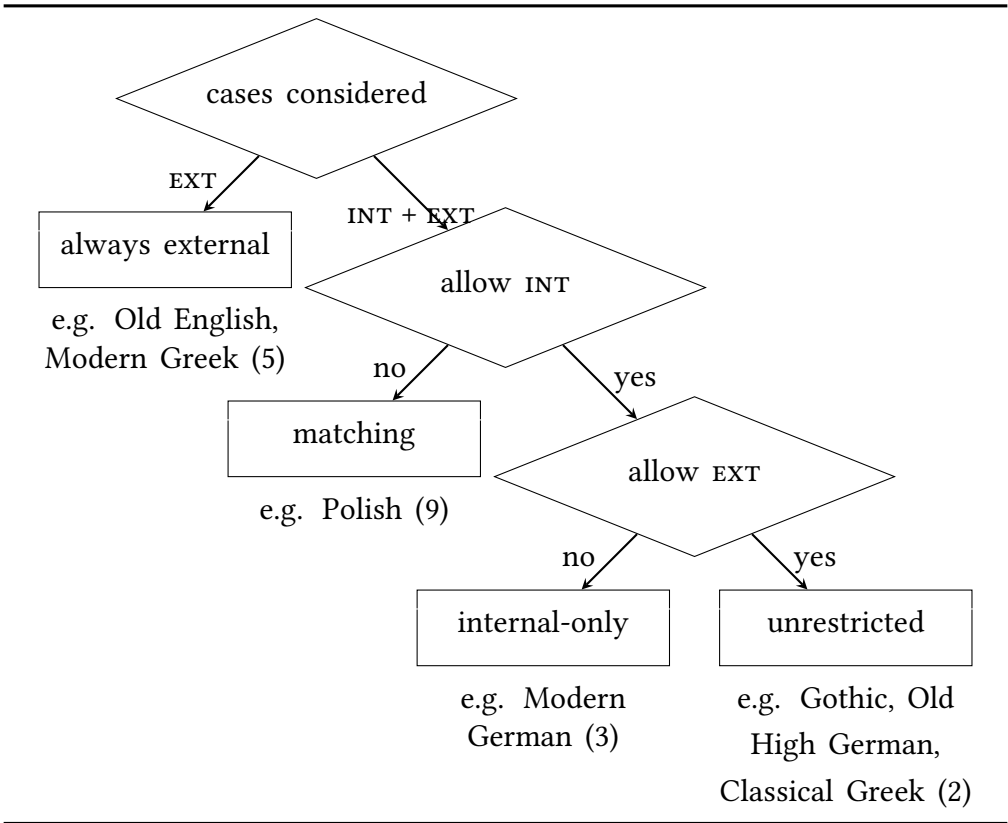 cases considered
EXT
INT + EXT
always external
e.g. Old English,
Modern Greek (5)
allow INT
no
yes
matching
e.g. Polish (9)
allow EXT
no
yes
internal-only
e.g. Modern
German (3)
unrestricted
e.g. Gothic, Old
High German,
Classical Greek (2)